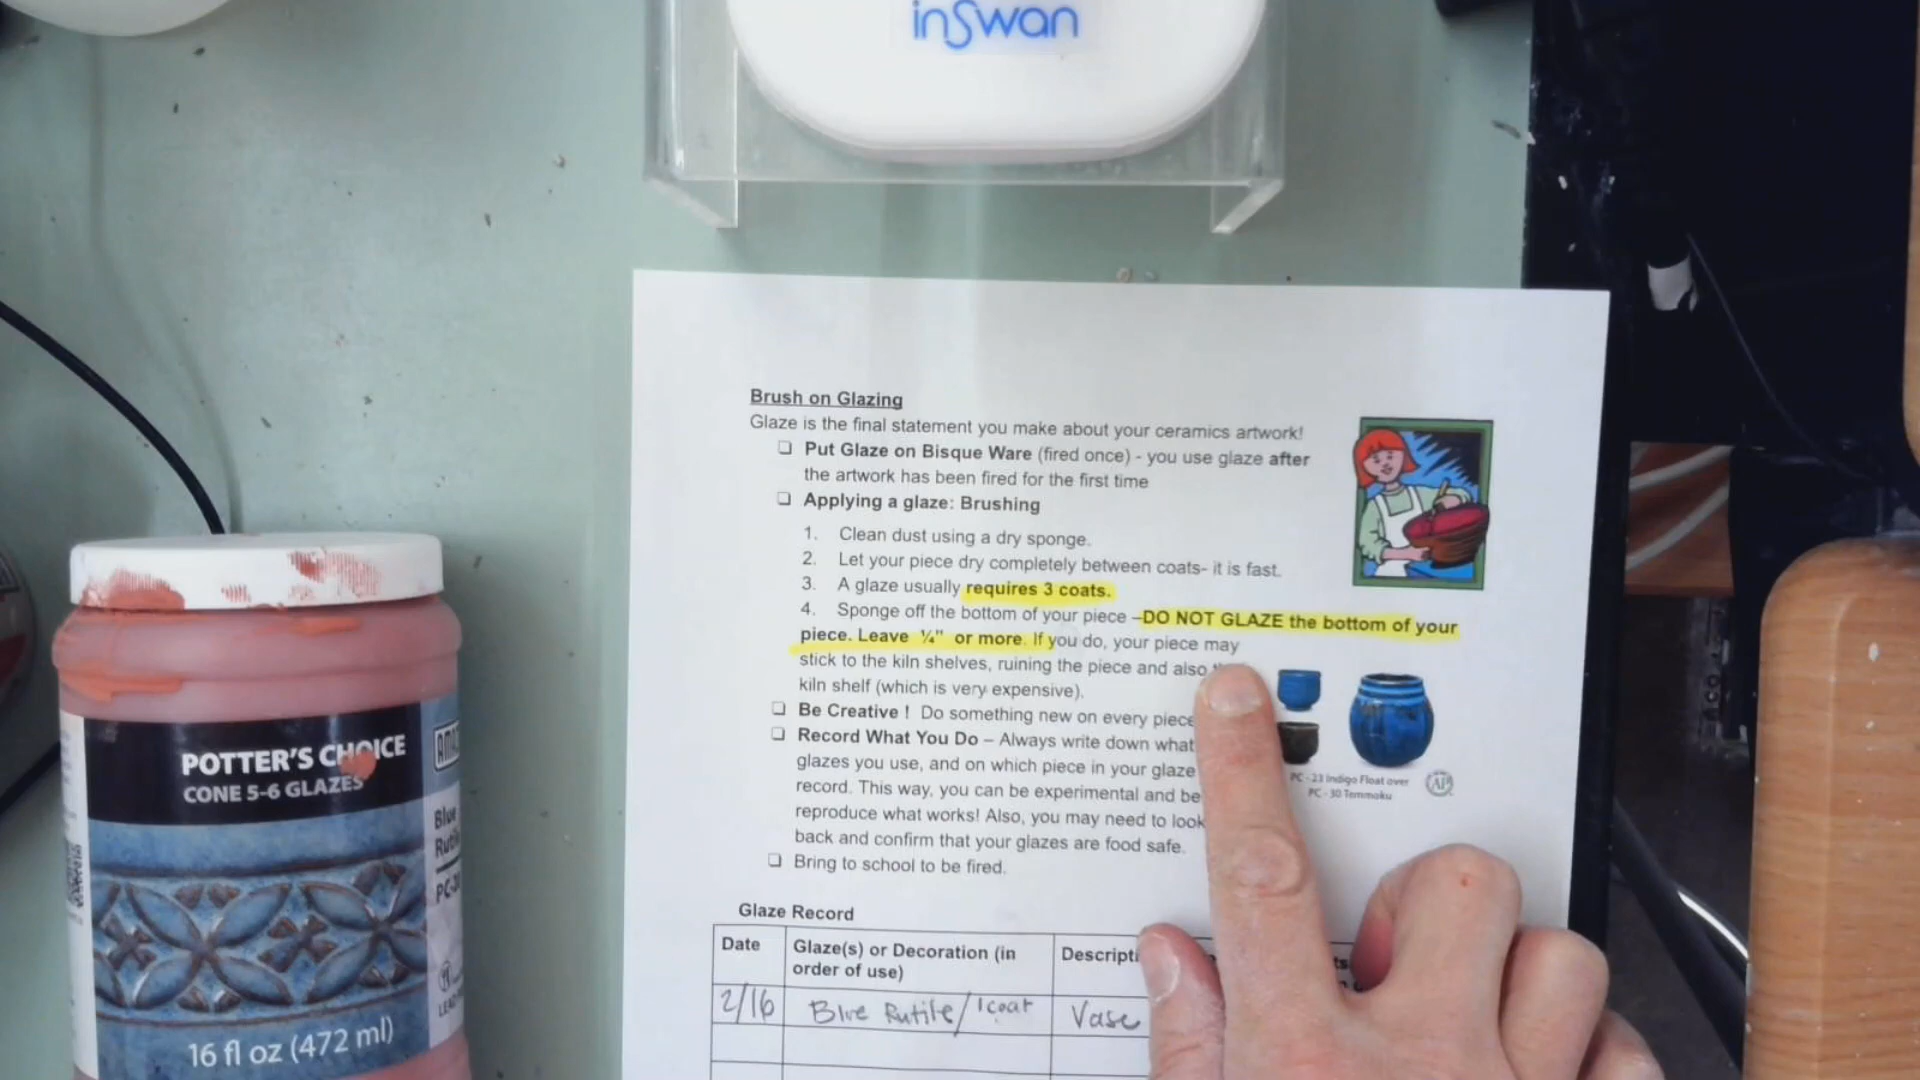 inSwan
Brush on Glazing
Glaze is the final statement you make about your ceramics artwork!
❑ Put Glaze on Bisque Ware (fired once) - you use glaze after
the artwork has been fired for the first time
❑ Applying a glaze: Brushing
1. Clean dust using a dry sponge.
2. Let your piece dry completely between coats- it is fast.
3. A glaze usually requires 3 coats.
4. Sponge off the bottom of your piece –DO NOT GLAZE the bottom of your
piece. Leave ¼" or more. If you do, your piece may
stick to the kiln shelves, ruining the piece and also
kiln shelf (which is very expensive).
❑ Be Creative ! Do something new on every piece
❑ Record What You Do – Always write down what
glazes you use, and on which piece in your glaze
record. This way, you can be experimental and be
reproduce what works! Also, you may need to look
back and confirm that your glazes are food safe.
❑ Bring to school to be fired.
PC - 23 Indigo Float over
PC - 30 Temmoku
AP
Glaze Record
Date
Glaze(s) or Decoration (in
order of use)
Descripti
2/16
Blue Rutile/1coat
Vase
POTTER'S CHOICE
CONE 5-6 GLAZES
Blue
16 fl oz (472 ml)